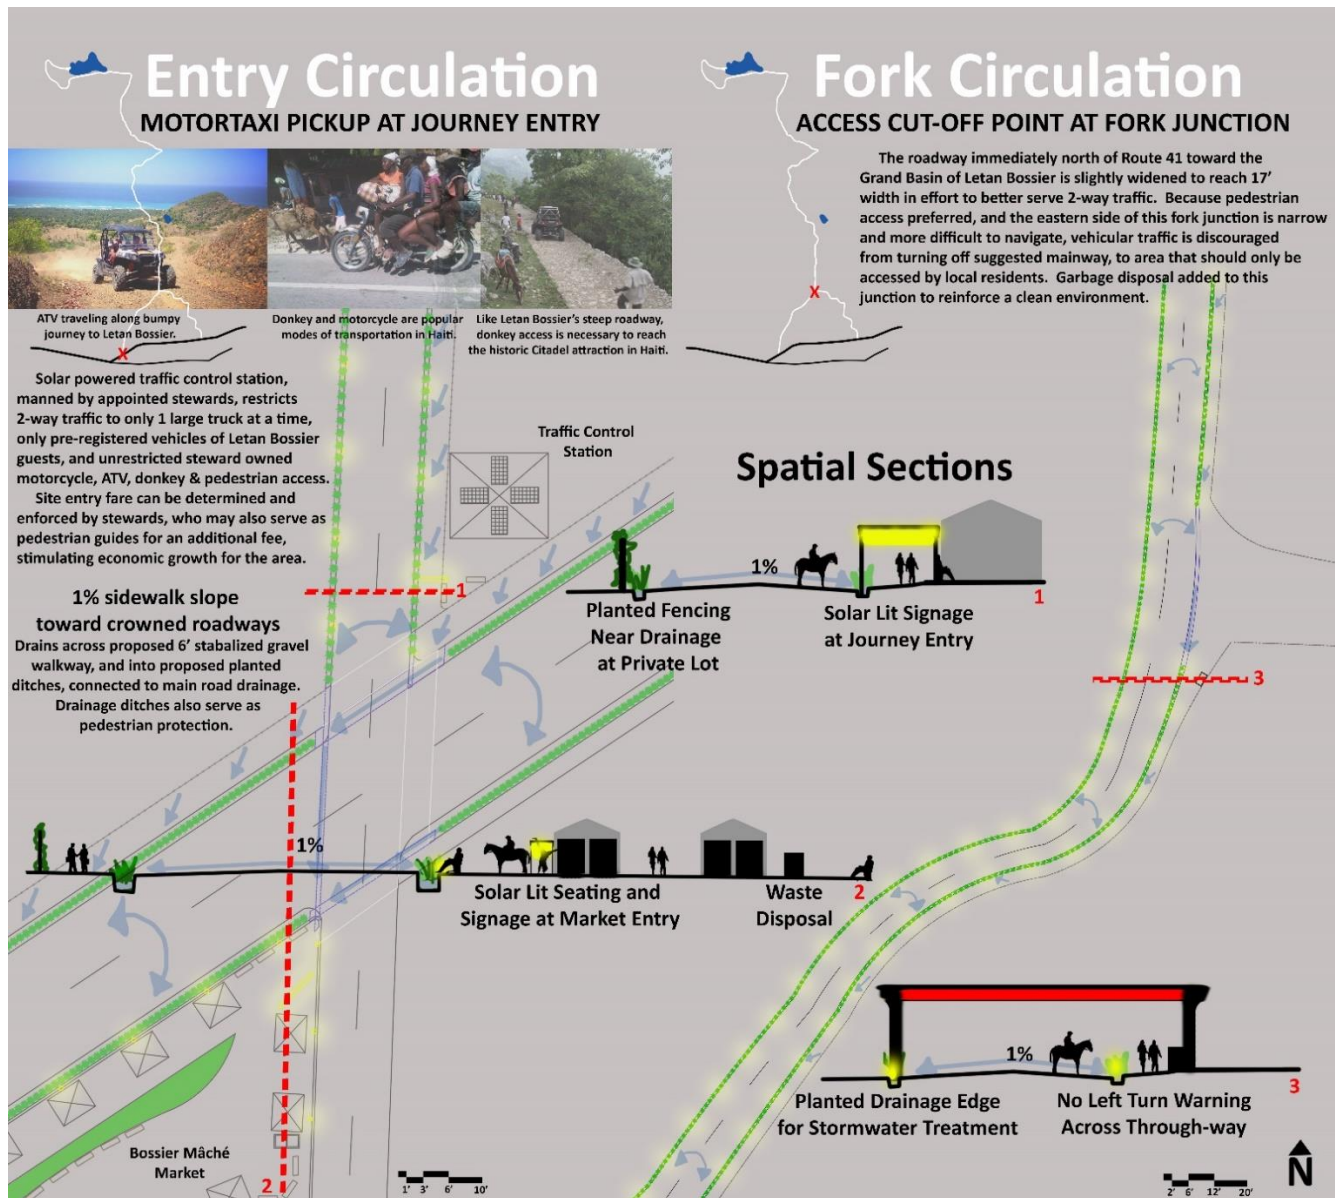 Entry Circulation
MOTORTAXI PICKUP AT JOURNEY ENTRY
ATV traveling along bumpy
journey to Letan Bossier.
Donkey and motorcycle are popular
modes of transportation in Haiti.
Like Letan Bossier's steep roadway,
donkey access is necessary to reach
the historic Citadel attraction in Haiti.
X
Solar powered traffic control station,
manned by appointed stewards, restricts
2-way traffic to only 1 large truck at a time,
only pre-registered vehicles of Letan Bossier
guests, and unrestricted steward owned
motorcycle, ATV, donkey & pedestrian access.
Site entry fare can be determined and
enforced by stewards, who may also serve as
pedestrian guides for an additional fee,
stimulating economic growth for the area.
1% sidewalk slope
toward crowned roadways
Drains across proposed 6' stabalized gravel
walkway, and into proposed planted
ditches, connected to main road drainage.
Drainage ditches also serve as
pedestrian protection.
Traffic Control
Station
1
Fork Circulation
ACCESS CUT-OFF POINT AT FORK JUNCTION
The roadway immediately north of Route 41 toward the
Grand Basin of Letan Bossier is slightly widened to reach 17'
width in effort to better serve 2-way traffic. Because pedestrian
access preferred, and the eastern side of this fork junction is narrow
and more difficult to navigate, vehicular traffic is discouraged
from turning off suggested mainway, to area that should only be
accessed by local residents. Garbage disposal added to this
junction to reinforce a clean environment.
X
Spatial Sections
1%
1
Planted Fencing
Near Drainage
at Private Lot
Solar Lit Signage
at Journey Entry
3
1%
Solar Lit Seating and
Signage at Market Entry
Waste
Disposal
2
1%
Planted Drainage Edge
for Stormwater Treatment
No Left Turn Warning
Across Through-way
3
Bossier Mâché
Market
2
1' 3' 6' 10'
2' 6' 12' 20'
N